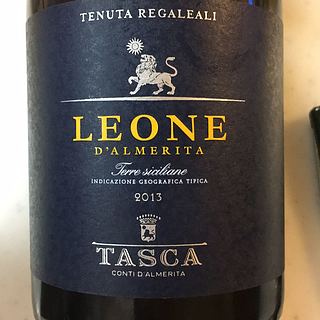 TENUTA REGALEALI
LEONE
D'ALMERITA
Terre siciliane
INDICAZIONE GEOGRAFICA TIPICA
2013
TASCA
CONTI D'ALMERITA